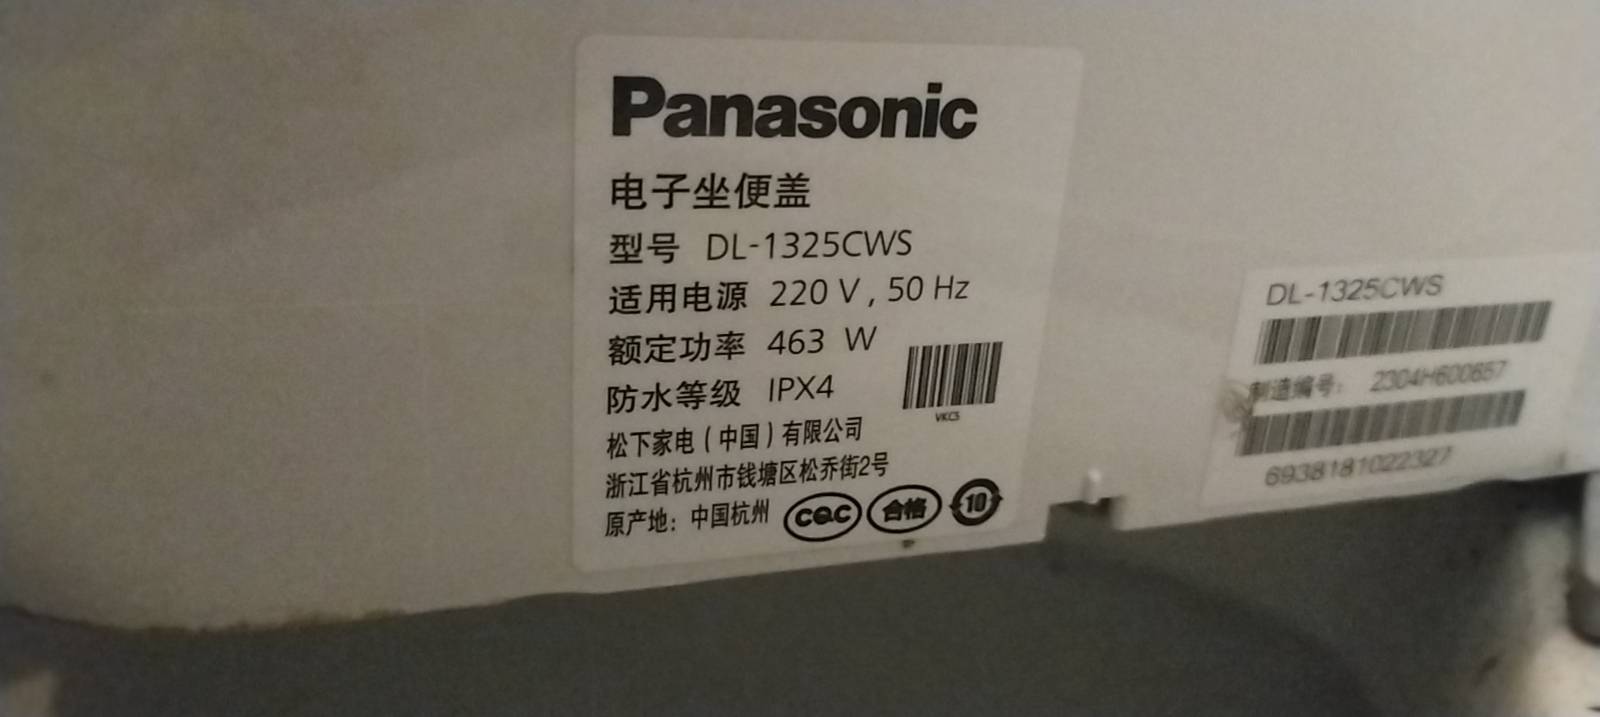 Panasonic
电子坐便盖
型号 DL-1325CWS
适用电源 220 V , 50 Hz
额定功率 463 W
防水等级 IPX4
VKCS
松下家电(中国)有限公司
浙江省杭州市钱塘区松乔街2号
原产地: 中国杭州 CQC 合格 10
DL-1325CWS
制造编号: 2304H600657
6938181022327